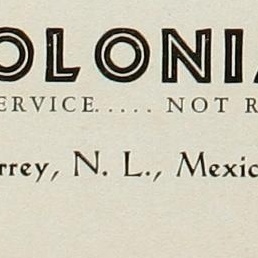 OLONIA
ERVICE..... NOT R
rrey, N. L., Mexic